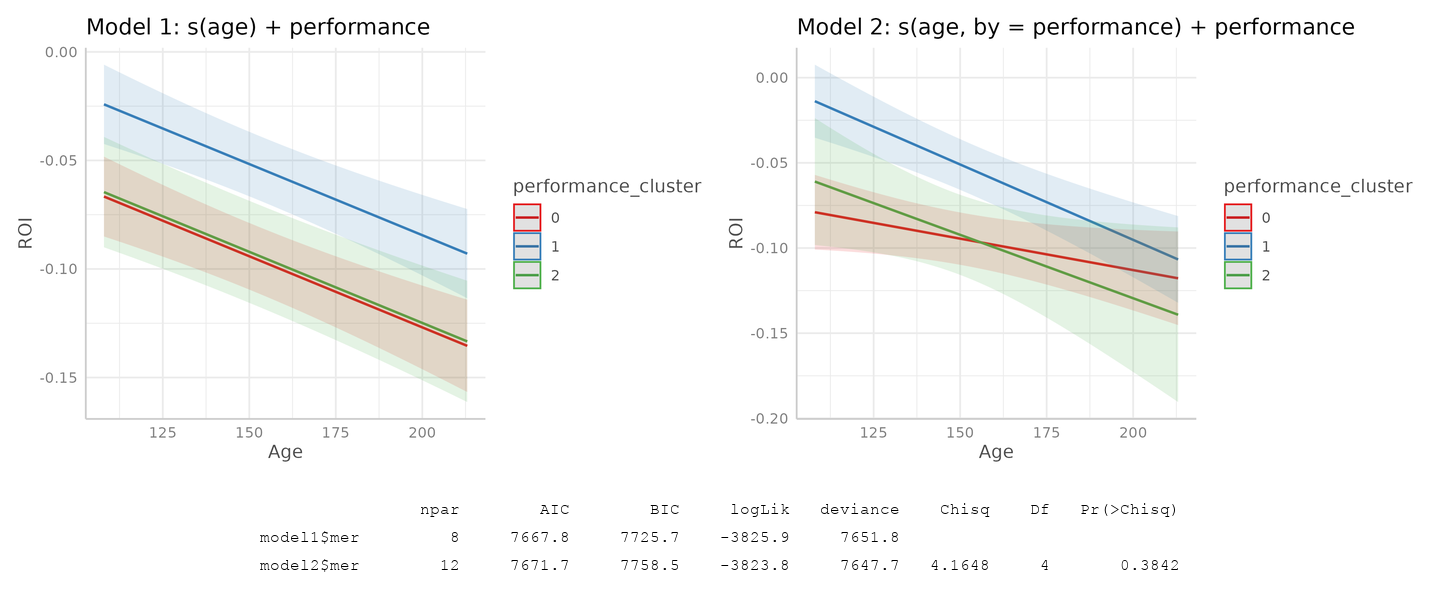 Model 1: s(age) + performance
0.00
-0.05
-0.10
-0.15
ROI
125 150 175 200
Age
performance_cluster
0
1
2
Model 2: s(age, by = performance) + performance
0.00
-0.05
-0.10
-0.15
-0.20
ROI
125 150 175 200
Age
performance_cluster
0
1
2
npar AIC BIC logLik deviance Chisq Df Pr(>Chisq)
model1$mer 8 7667.8 7725.7 -3825.9 7651.8
model2$mer 12 7671.7 7758.5 -3823.8 7647.7 4.1648 4 0.3842